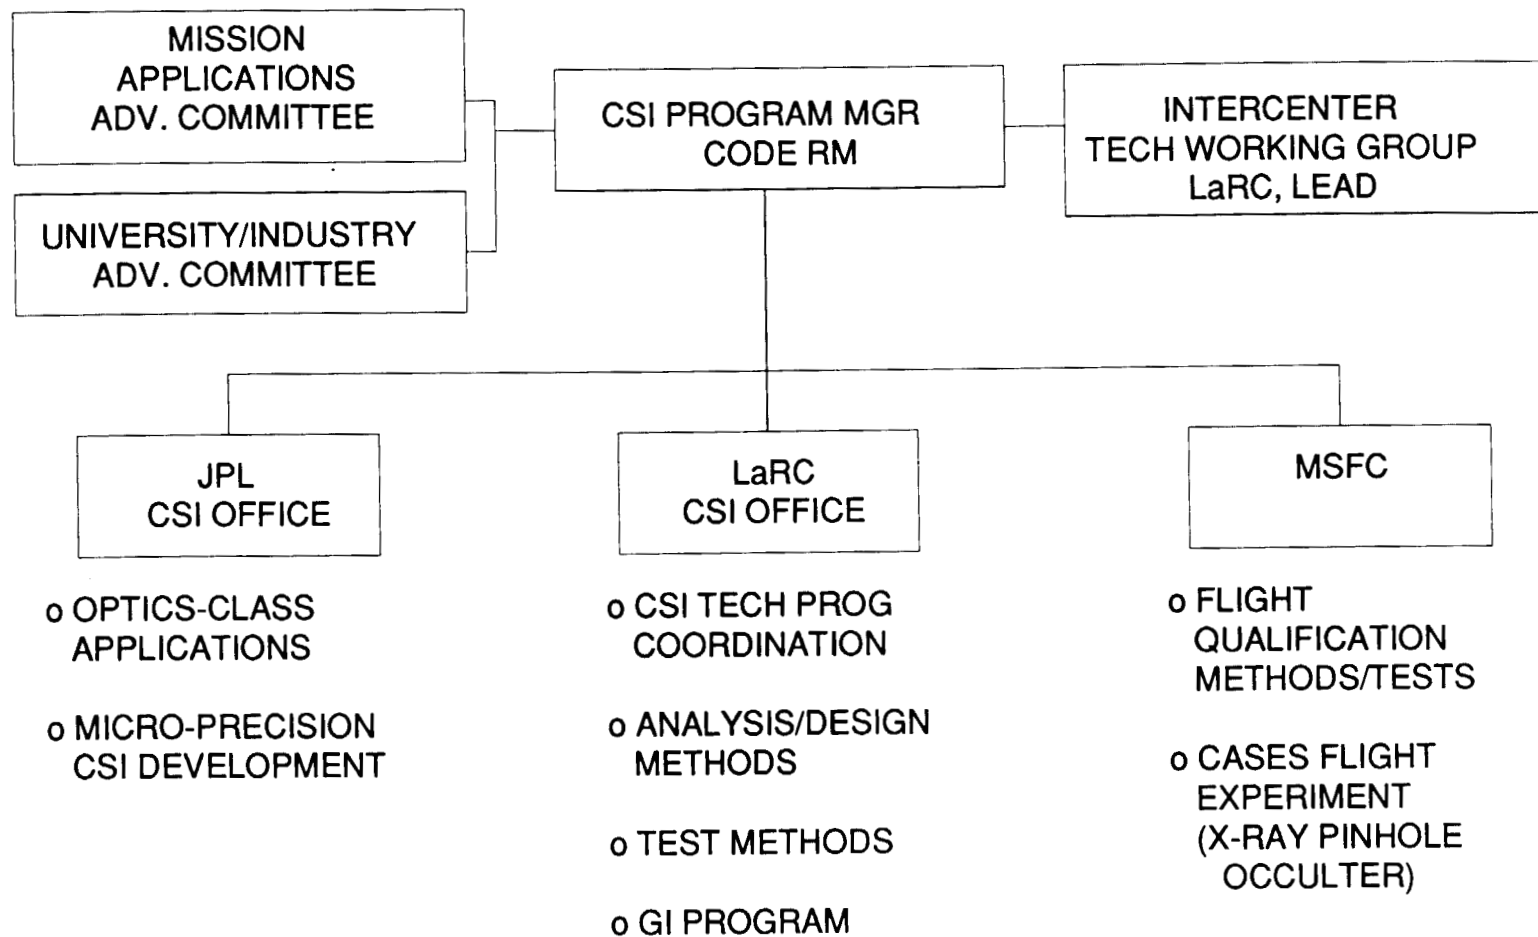 MISSION
APPLICATIONS
ADV. COMMITTEE
UNIVERSITY/INDUSTRY
ADV. COMMITTEE
CSI PROGRAM MGR
CODE RM
INTERCENTER
TECH WORKING GROUP
LaRC, LEAD
JPL
CSI OFFICE
o OPTICS-CLASS
APPLICATIONS
o MICRO-PRECISION
CSI DEVELOPMENT
LaRC
CSI OFFICE
o CSI TECH PROG
COORDINATION
o ANALYSIS/DESIGN
METHODS
o TEST METHODS
o GI PROGRAM
MSFC
o FLIGHT
QUALIFICATION
METHODS/TESTS
o CASES FLIGHT
EXPERIMENT
(X-RAY PINHOLE
OCCULTER)